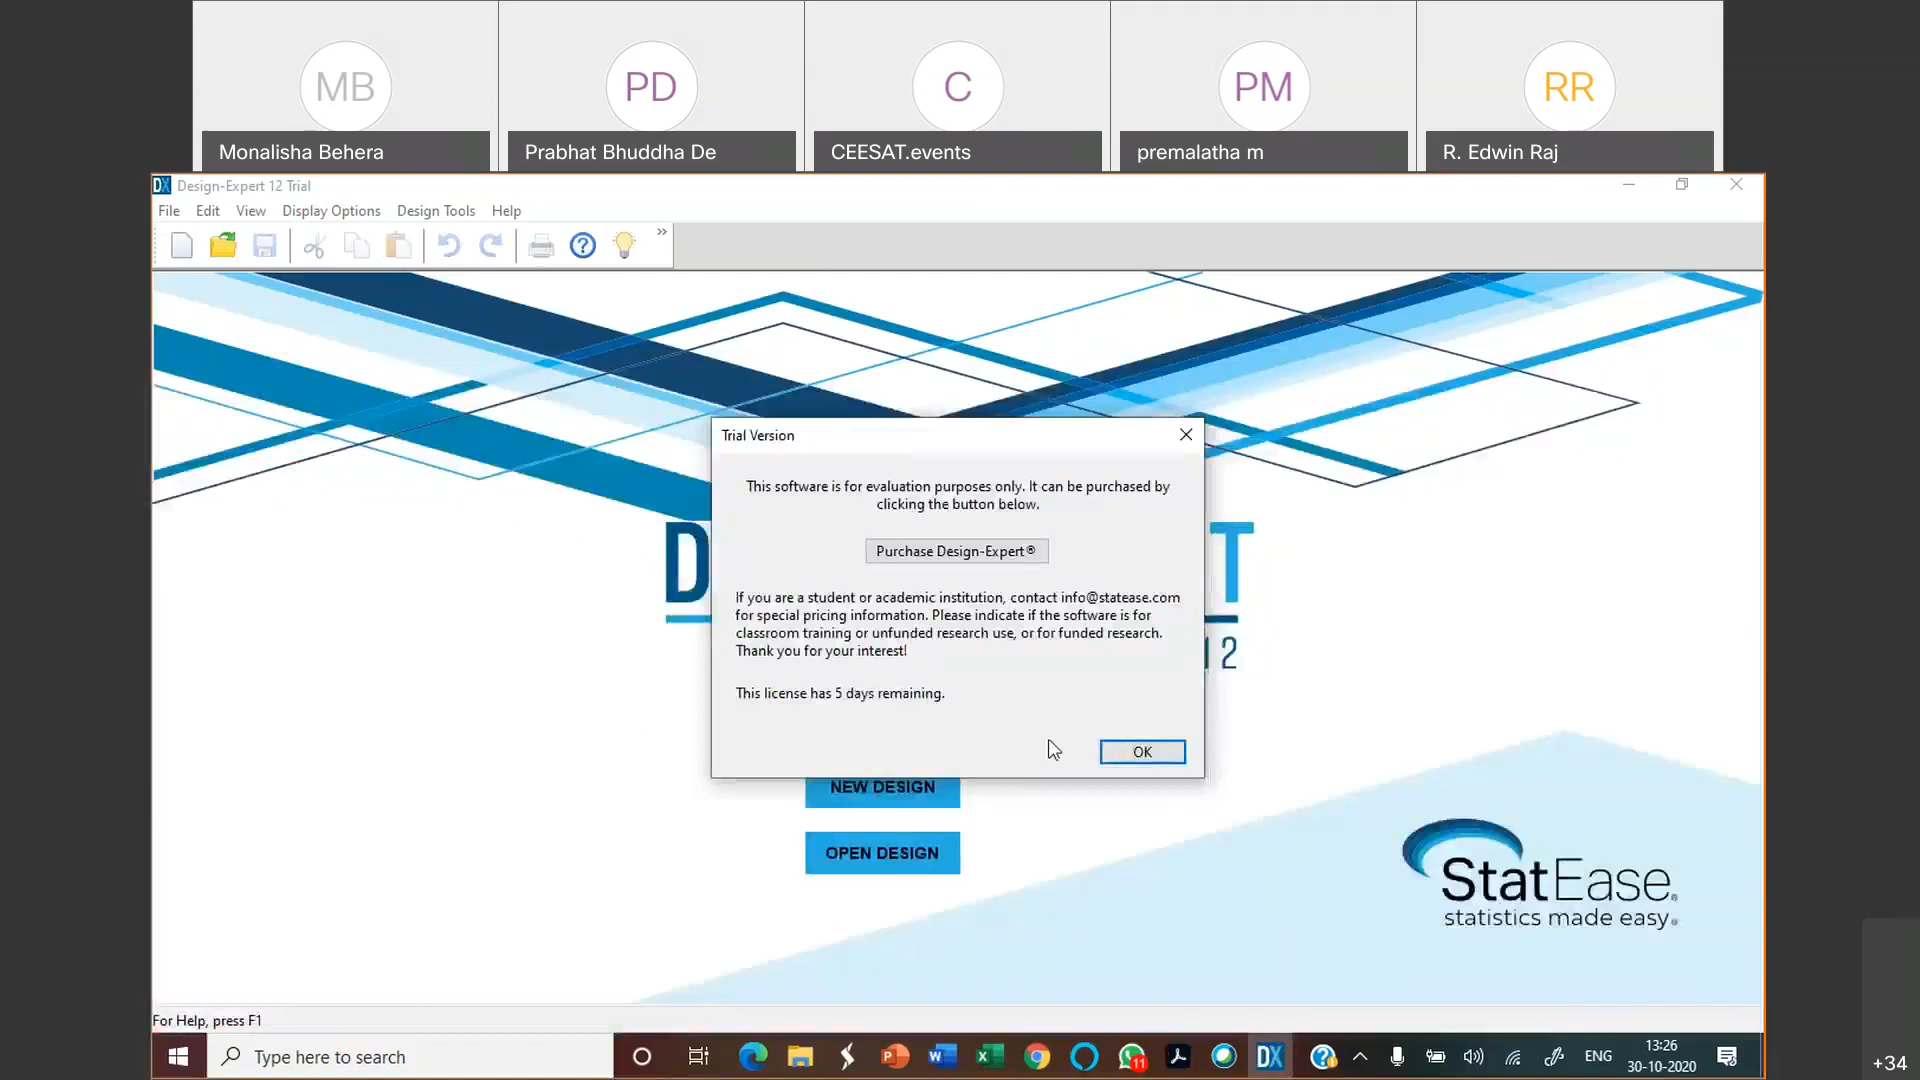 MB
PD
C
PM
RR
Monalisha Behera
Prabhat Bhuddha De
CEESAT.events
premalatha m
R. Edwin Raj
DX Design-Expert 12 Trial
File Edit View Display Options Design Tools Help
Trial Version
This software is for evaluation purposes only. It can be purchased by
clicking the button below.
Purchase Design-Expert®
If you are a student or academic institution, contact info@statease.com
for special pricing information. Please indicate if the software is for
classroom training or unfunded research use, or for funded research.
Thank you for your interest!
This license has 5 days remaining.
OK
D
T
12
NEW DESIGN
OPEN DESIGN
StatEase®
statistics made easy®
For Help, press F1
Type here to search
11
DX
ENG
13:26
30-10-2020
+34